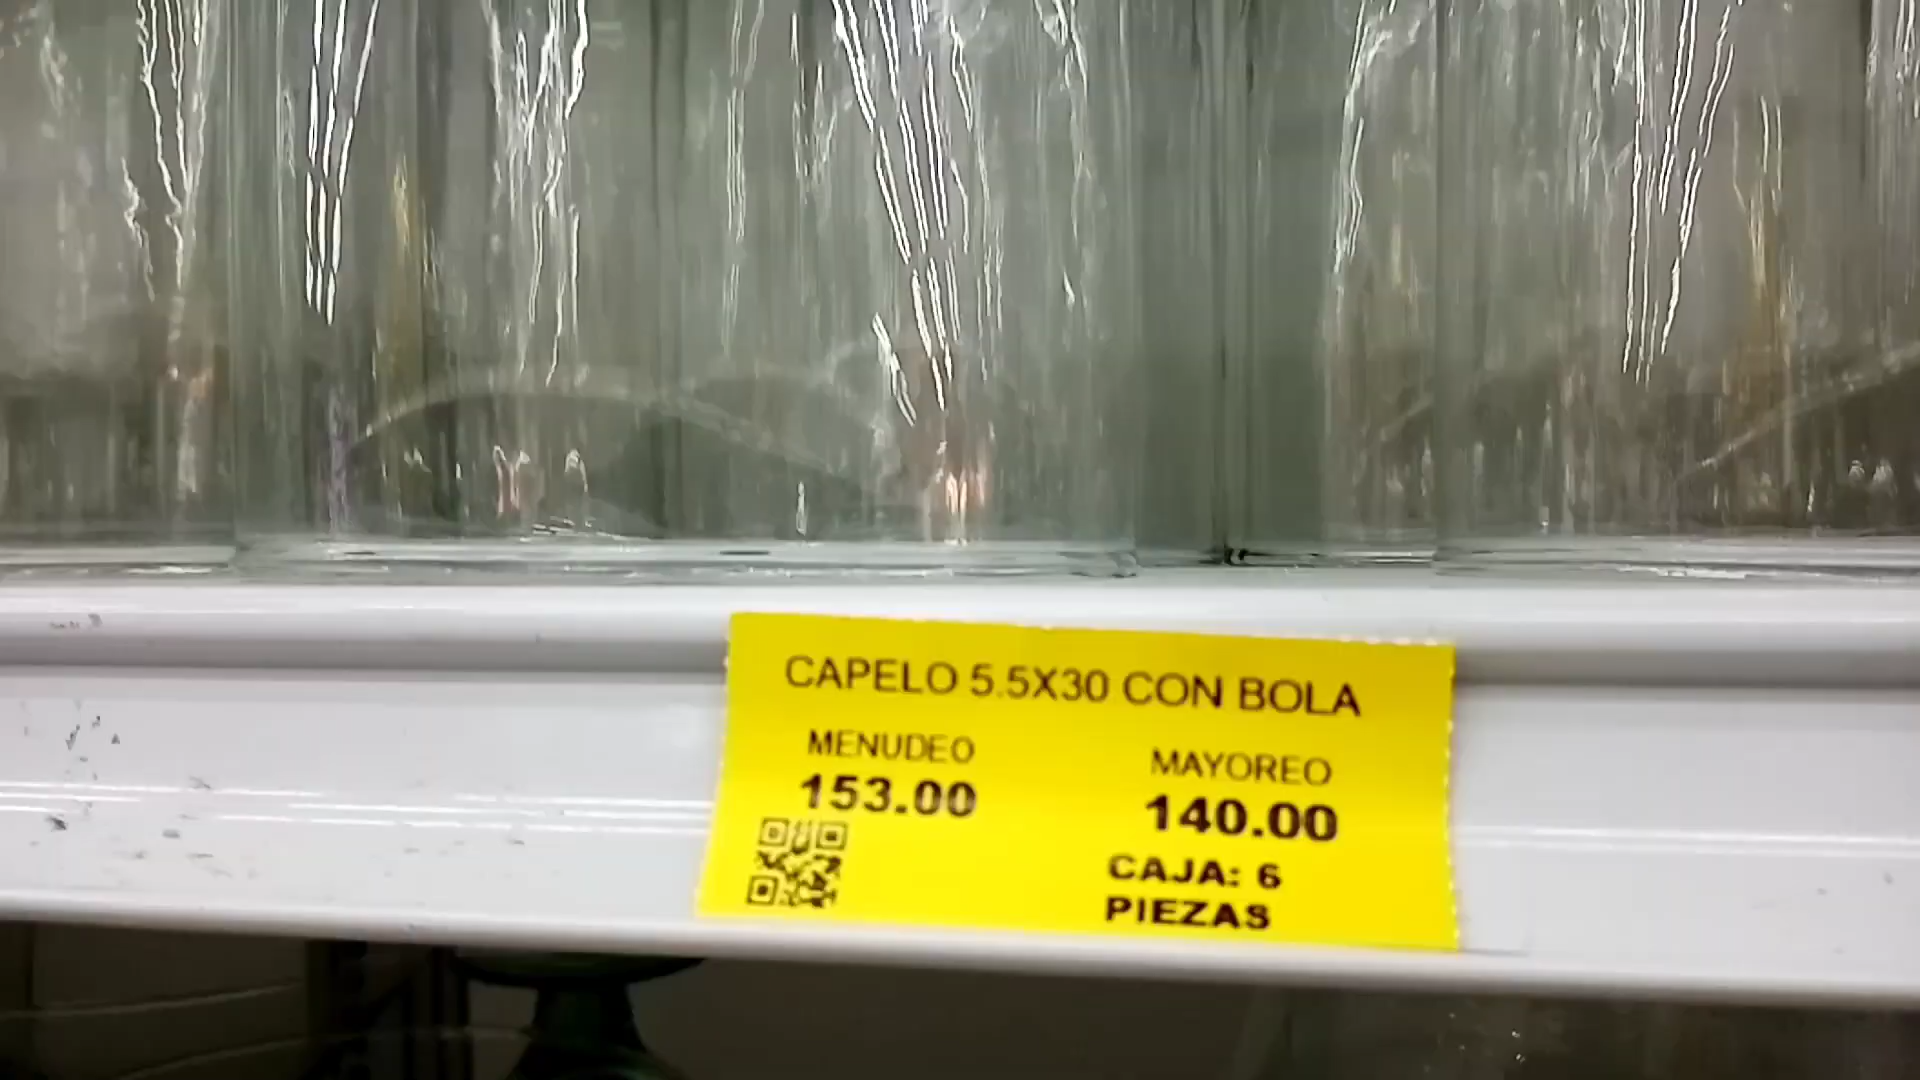 CAPELO 5.5X30 CON BOLA
MENUDEO
153.00
MAYOREO
140.00
CAJA: 6
PIEZAS